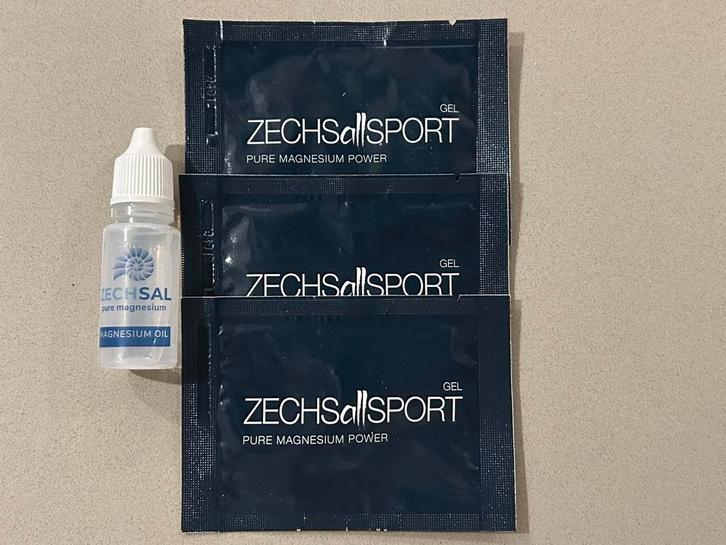 ZECHSAL
pure magnesium
MAGNESIUM OIL
GEL
ZECHSallSPORT
PURE MAGNESIUM POWER
GEL
ZECHSallSPORT
GEL
ZECHSallSPORT
PURE MAGNESIUM POWER